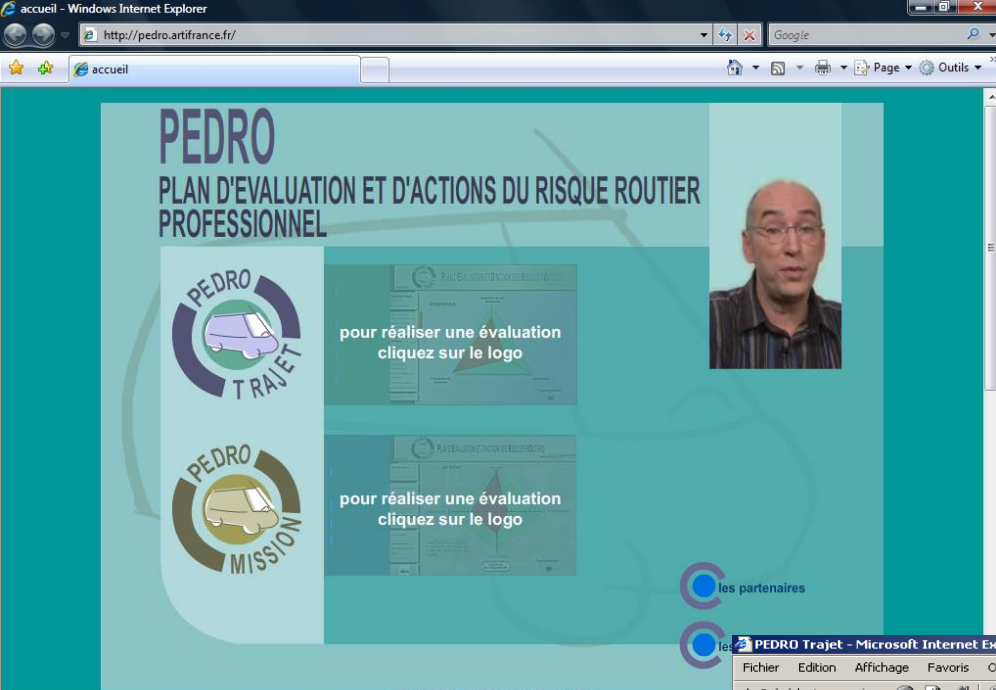 accueil - Windows Internet Explorer
http://pedro.artifrance.fr/
Google
accueil
Page
Outils
PEDRO
PLAN D'EVALUATION ET D'ACTIONS DU RISQUE ROUTIER
PROFESSIONNEL
PEDRO
TRAJET
pour réaliser une évaluation
cliquez sur le logo
PEDRO
MISSION
pour réaliser une évaluation
cliquez sur le logo
les partenaires
les
PEDRO Trajet - Microsoft Internet Ex
Fichier Edition Affichage Favoris O